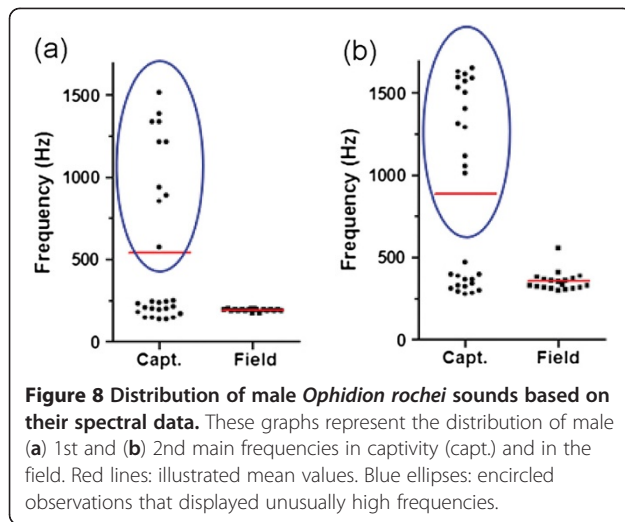 (a)
(b)
Frequency (Hz)
1500
1000
500
0
Capt. Field
Frequency (Hz)
1500
1000
500
0
Capt. Field
Figure 8 Distribution of male Ophidion rochei sounds based on
their spectral data. These graphs represent the distribution of male
(a) 1st and (b) 2nd main frequencies in captivity (capt.) and in the
field. Red lines: illustrated mean values. Blue ellipses: encircled
observations that displayed unusually high frequencies.